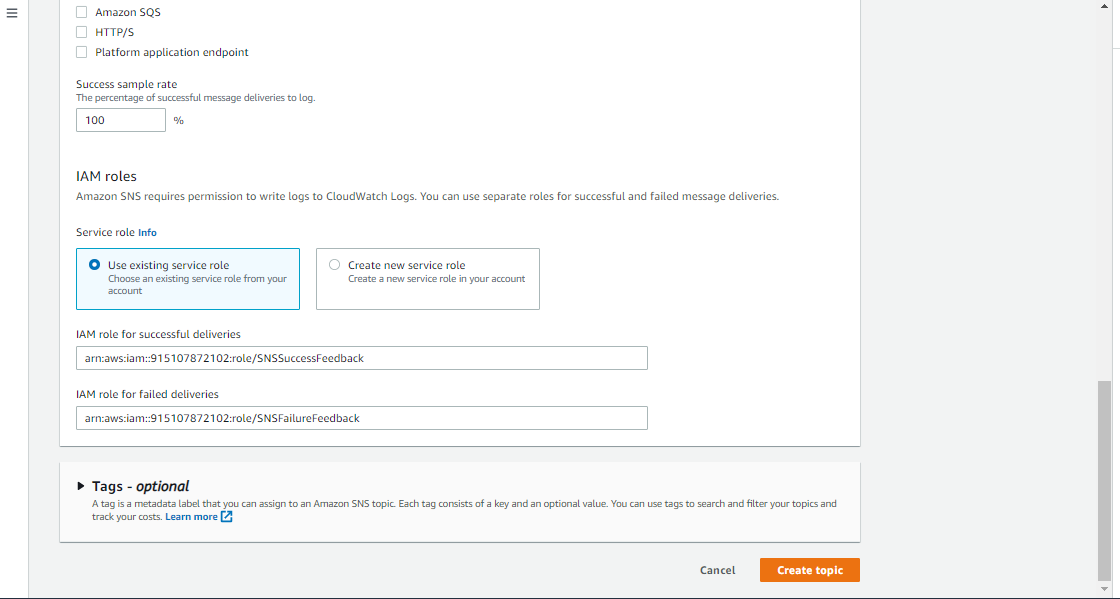 Amazon SQS
HTTP/S
Platform application endpoint
Success sample rate
The percentage of successful message deliveries to log.
100 %
IAM roles
Amazon SNS requires permission to write logs to CloudWatch Logs. You can use separate roles for successful and failed message deliveries.
Service role Info
Use existing service role
Choose an existing service role from your
account
Create new service role
Create a new service role in your account
IAM role for successful deliveries
arn:aws:iam::915107872102:role/SNSSuccessFeedback
IAM role for failed deliveries
arn:aws:iam::915107872102:role/SNSFailureFeedback
Tags - optional
A tag is a metadata label that you can assign to an Amazon SNS topic. Each tag consists of a key and an optional value. You can use tags to search and filter your topics and
track your costs. Learn more
Cancel
Create topic